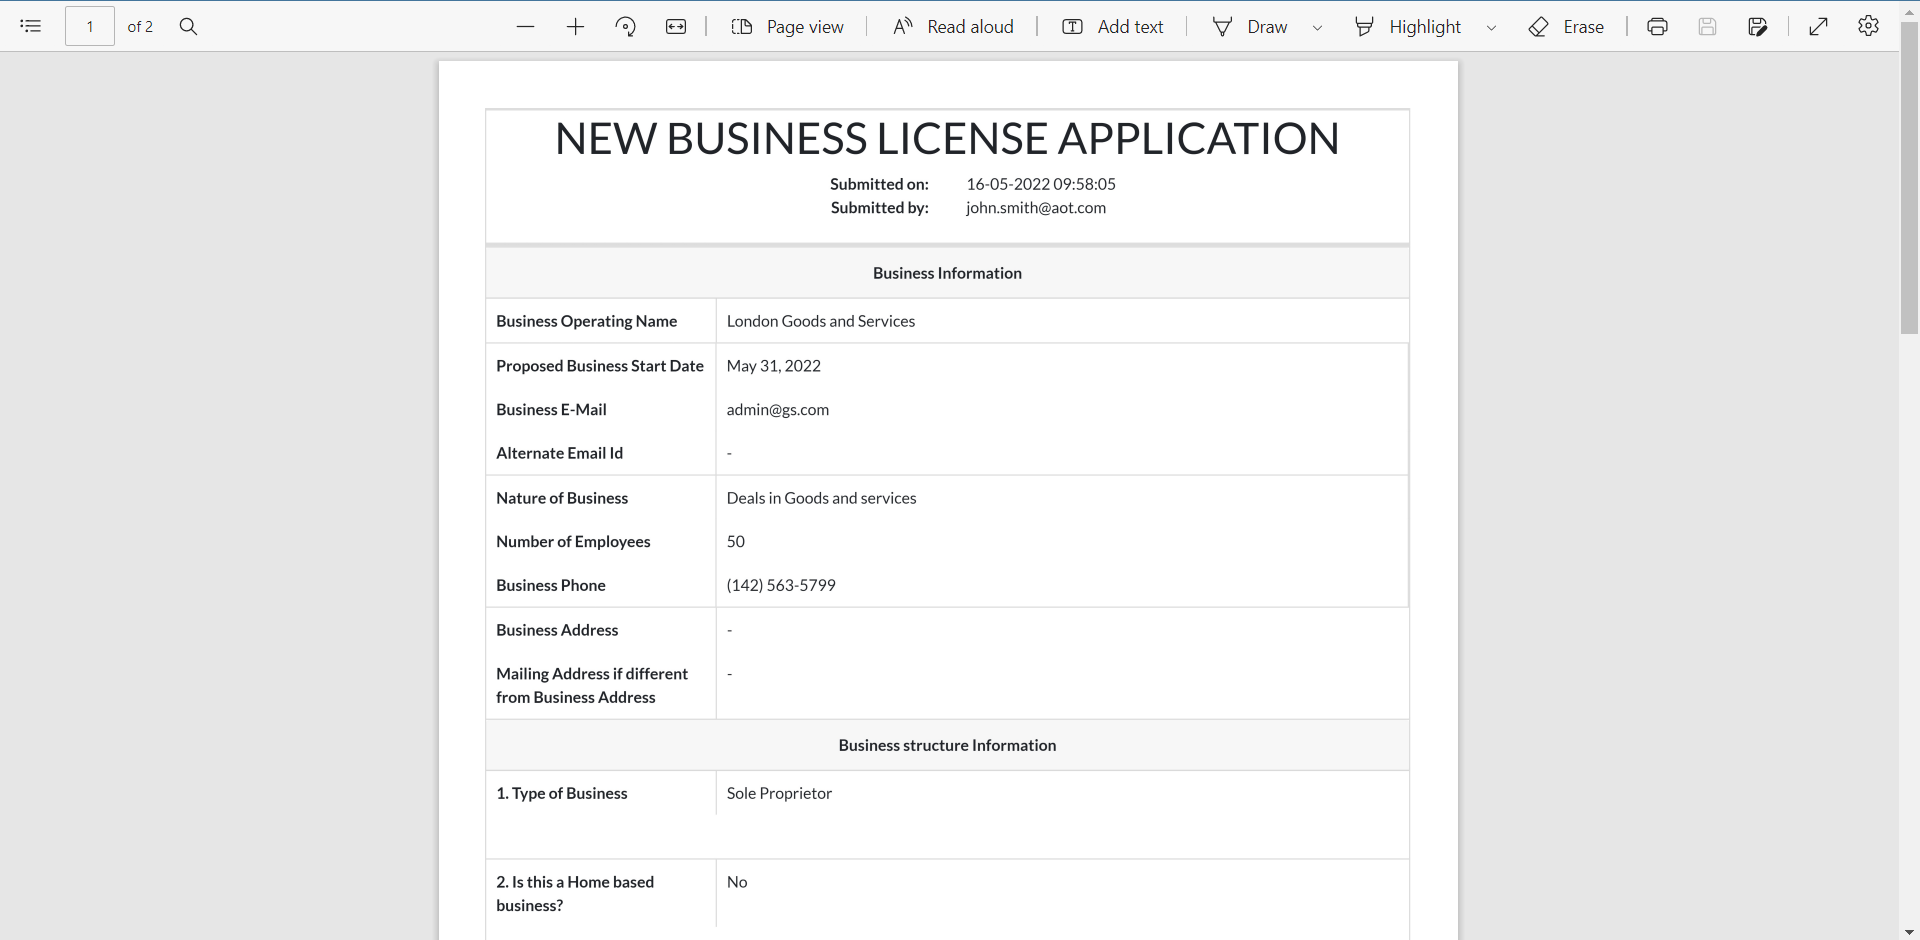 1 of 2 Page view Read aloud Add text Draw Highlight Erase
NEW BUSINESS LICENSE APPLICATION
Submitted on: 16-05-2022 09:58:05
Submitted by: john.smith@aot.com
Business Information
Business Operating Name London Goods and Services
Proposed Business Start Date May 31, 2022
Business E-Mail admin@gs.com
Alternate Email Id -
Nature of Business Deals in Goods and services
Number of Employees 50
Business Phone (142) 563-5799
Business Address -
Mailing Address if different -
from Business Address
Business structure Information
1. Type of Business Sole Proprietor
2. Is this a Home based No
business?